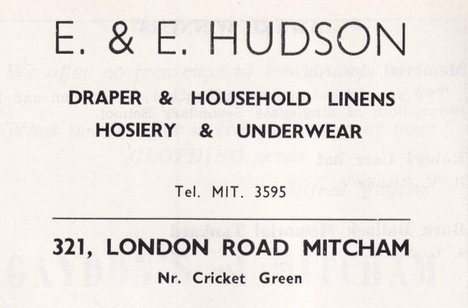 E. & E. HUDSON
DRAPER & HOUSEHOLD LINENS
HOSIERY & UNDERWEAR
Tel. MIT. 3595
321, LONDON ROAD MITCHAM
Nr. Cricket Green